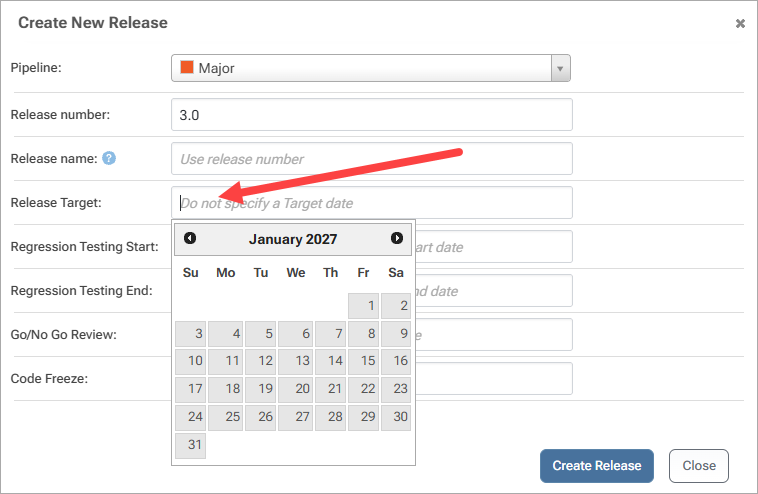 Create New Release
Pipeline:
Major
Release number:
3.0
Release name:
?
Use release number
Release Target:
Do not specify a Target date
January 2027
Su Mo Tu We Th Fr Sa
1 2
3 4 5 6 7 8 9
10 11 12 13 14 15 16
17 18 19 20 21 22 23
24 25 26 27 28 29 30
31
Regression Testing Start:
date
Regression Testing End:
date
Go/No Go Review:
Code Freeze:
Create Release
Close